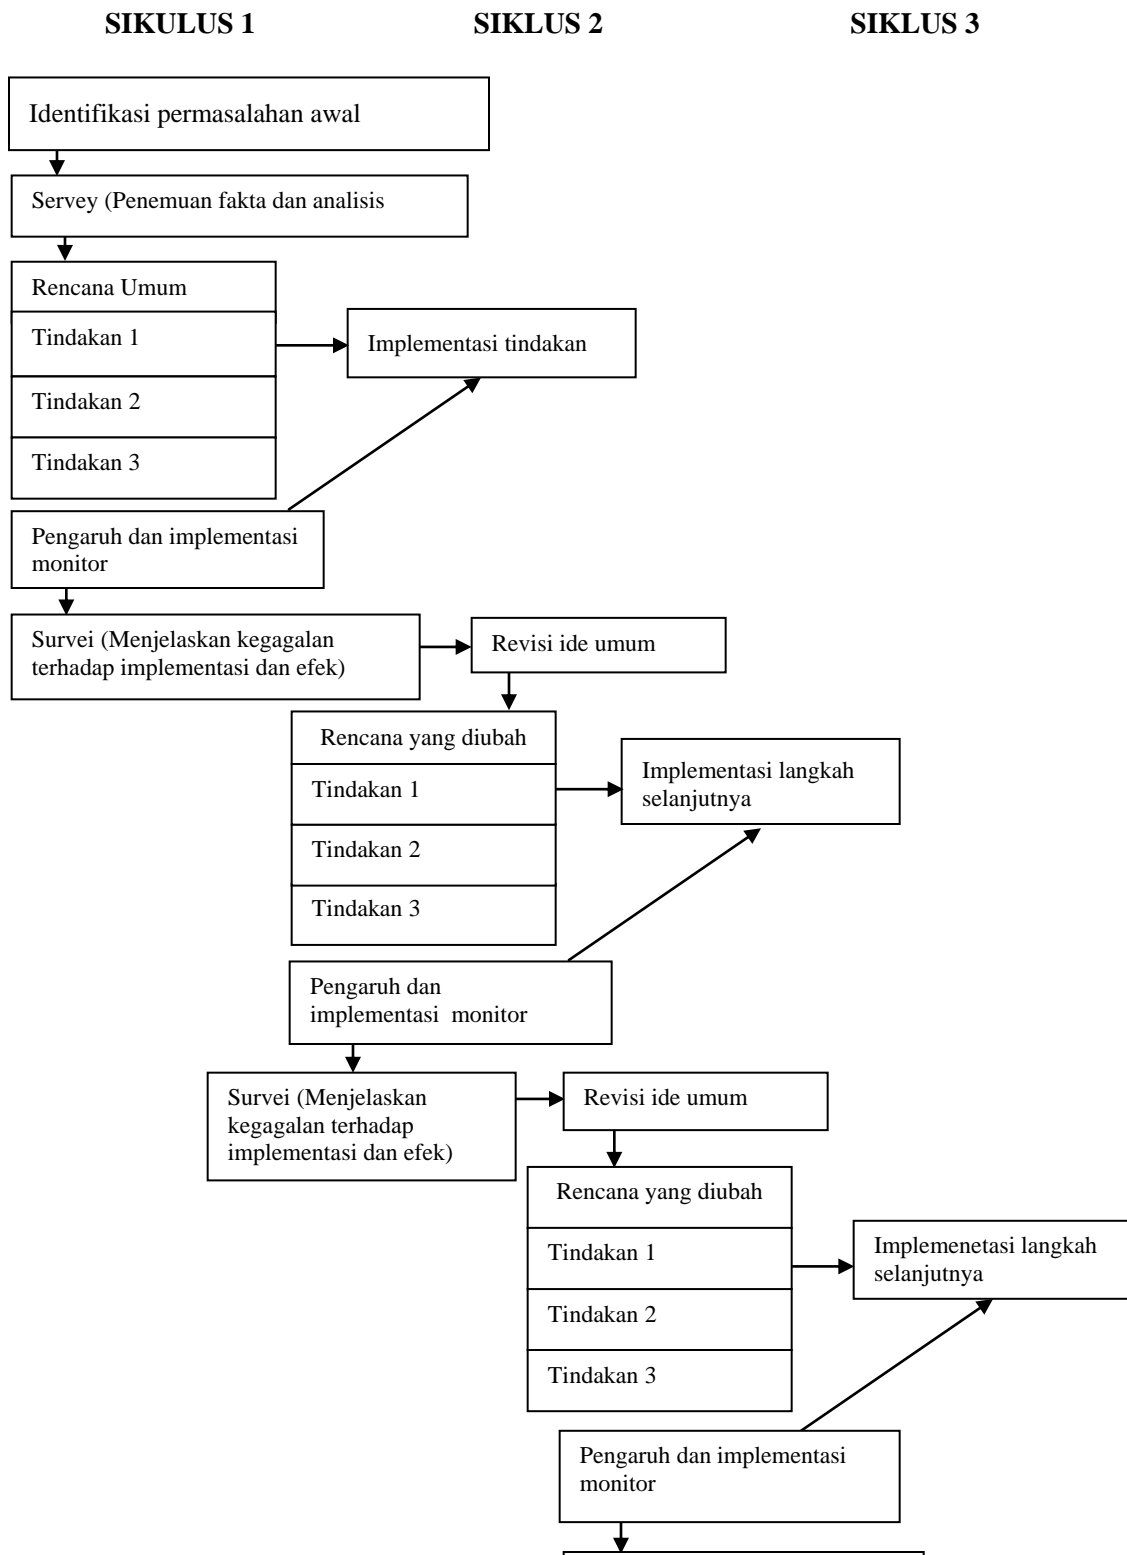 SIKULUS 1
SIKLUS 2
SIKLUS 3
Identifikasi permasalahan awal
Servey (Penemuan fakta dan analisis
Rencana Umum
Tindakan 1
Implementasi tindakan
Tindakan 2
Tindakan 3
Pengaruh dan implementasi
monitor
Survei (Menjelaskan kegagalan
terhadap implementasi dan efek)
Revisi ide umum
Rencana yang diubah
Tindakan 1
Implementasi langkah
selanjutnya
Tindakan 2
Tindakan 3
Pengaruh dan
implementasi  monitor
Survei (Menjelaskan
kegagalan terhadap
implementasi dan efek)
Revisi ide umum
Rencana yang diubah
Tindakan 1
Implemenetasi langkah
selanjutnya
Tindakan 2
Tindakan 3
Pengaruh dan implementasi
monitor